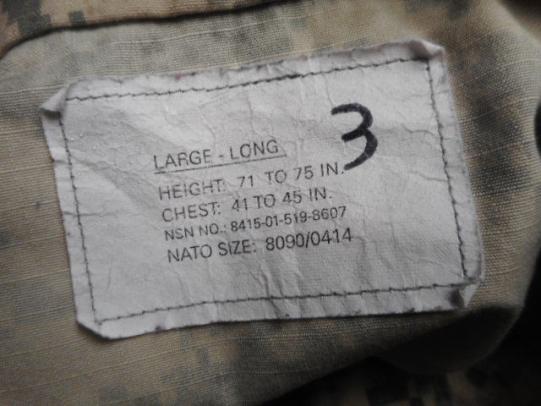 3
LARGE - LONG
HEIGHT: 71 TO 75 IN.
CHEST: 41 TO 45 IN.
NSN NO.: 8415-01-519-8607
NATO SIZE: 8090/0414